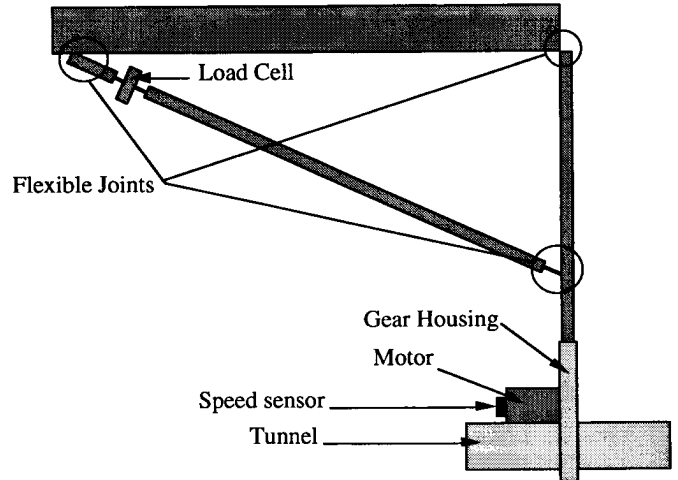 Load Cell
Flexible Joints
Gear Housing
Motor
Speed sensor
Tunnel